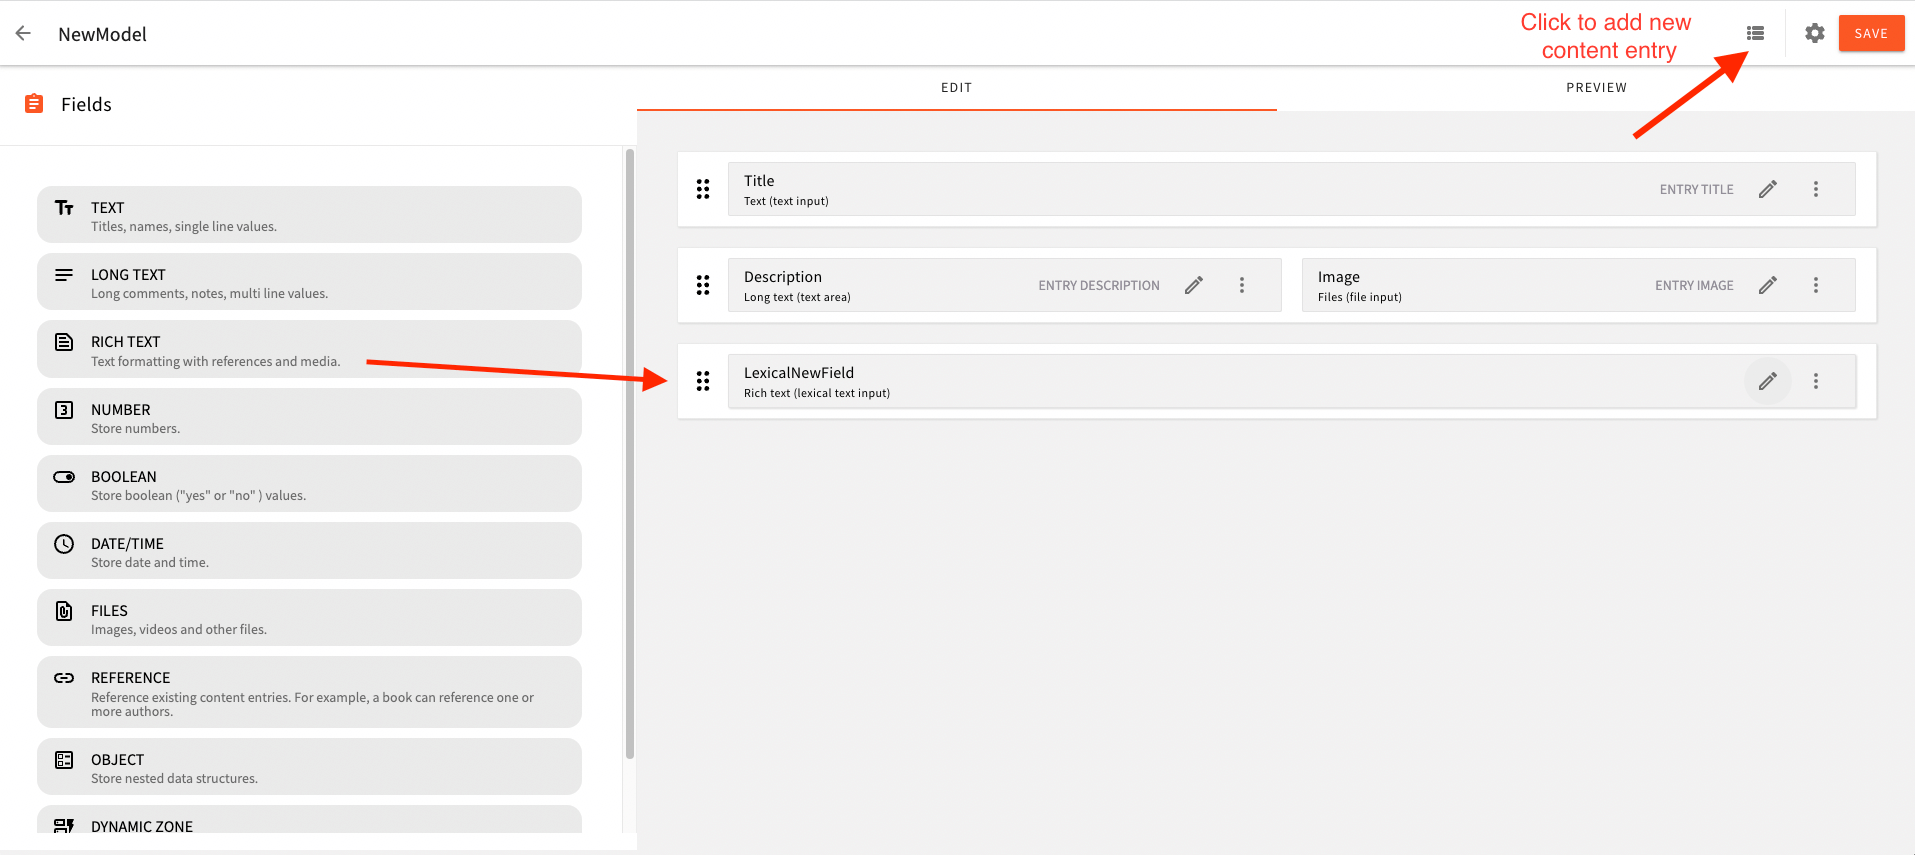 NewModel
Click to add new
content entry
SAVE
Fields
EDIT
PREVIEW
TEXT
Titles, names, single line values.
LONG TEXT
Long comments, notes, multi line values.
RICH TEXT
Text formatting with references and media.
NUMBER
Store numbers.
BOOLEAN
Store boolean ("yes" or "no" ) values.
DATE/TIME
Store date and time.
FILES
Images, videos and other files.
REFERENCE
Reference existing content entries. For example, a book can reference one or
more authors.
OBJECT
Store nested data structures.
DYNAMIC ZONE
Title
Text (text input)
ENTRY TITLE
Description
Long text (text area)
ENTRY DESCRIPTION
Image
Files (file input)
ENTRY IMAGE
LexicalNewField
Rich text (lexical text input)